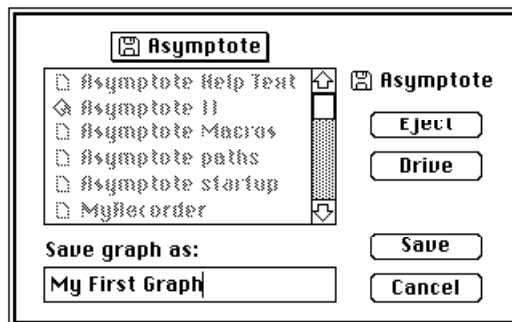 Asymptote
Asymptote Help Text
Asymptote II
Asymptote Macros
Asymptote paths
Asymptote startup
MyRecorder
Asymptote
Eject
Drive
Save graph as:
My First Graph
Save
Cancel